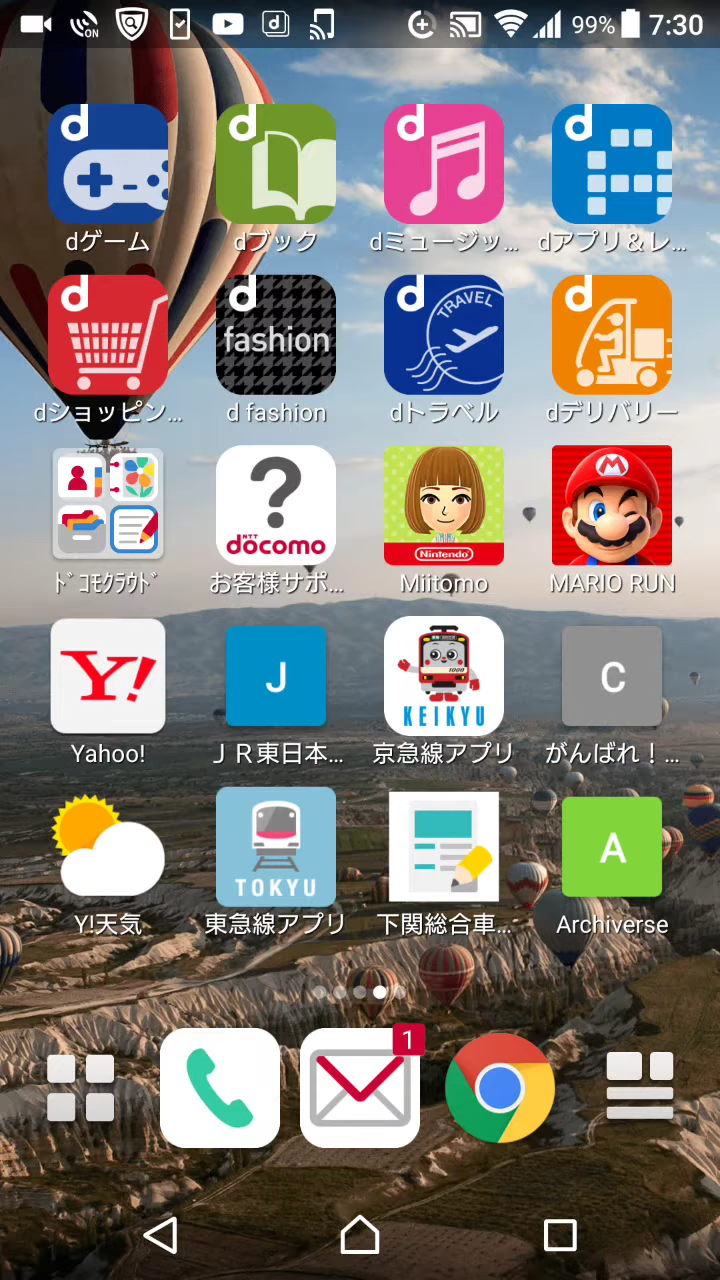 ON 99% 7:30
d d d d
dゲーム dブック dミュージッ… dアプリ＆レ…
d d fashion d TRAVEL d
dショッピン… d fashion dトラベル dデリバリー
? NTT docomo Nintendo M
ﾄﾞｺﾓｸﾗｳﾄﾞ お客様サポ… Miitomo MARIO RUN
Y! J 1000 KEIKYU C
Yahoo! ＪＲ東日本… 京急線アプリ がんばれ！…
TOKYU A
Y!天気 東急線アプリ 下関総合車… Archiverse
1